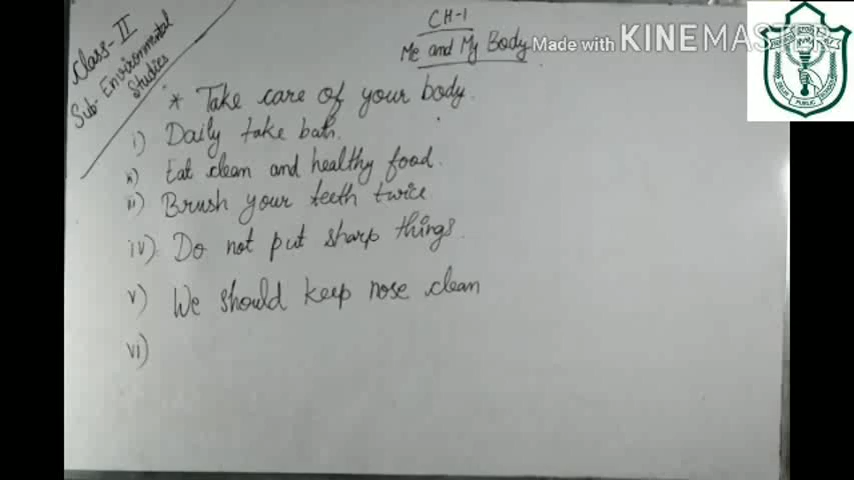 Class-II
Sub- Environmental
Studies
CH-1
Me and My Body
Made with KINEMASTER
* Take care of your body.
i) Daily take bath.
ii) Eat clean and healthy food.
iii) Brush your teeth twice
iv) Do not put sharp things.
v) We should keep nose clean
vi)
PUBLIC